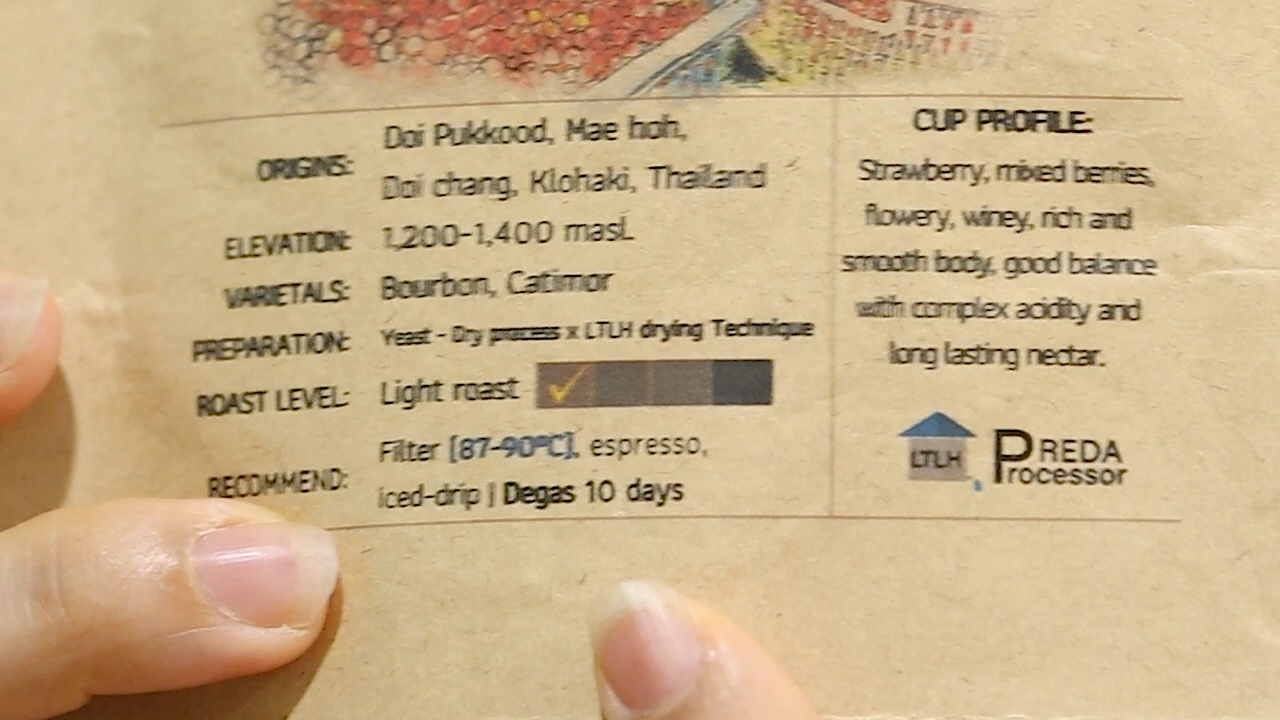 ORIGINS: Doi Pukkood, Mae hoh,
Doi chang, Klohaki, Thailand
ELEVATION: 1,200-1,400 masl
VARIETALS: Bourbon, Catimor
PREPARATION: Yeast - Dry process x LTLH drying Technique
ROAST LEVEL: Light roast
RECOMMEND: Filter [87-90°C], espresso,
iced-drip | Degas 10 days
CUP PROFILE:
Strawberry, mixed berries,
flowery, winey, rich and
smooth body, good balance
with complex acidity and
long lasting nectar.
LTLH
PREDA
Processor